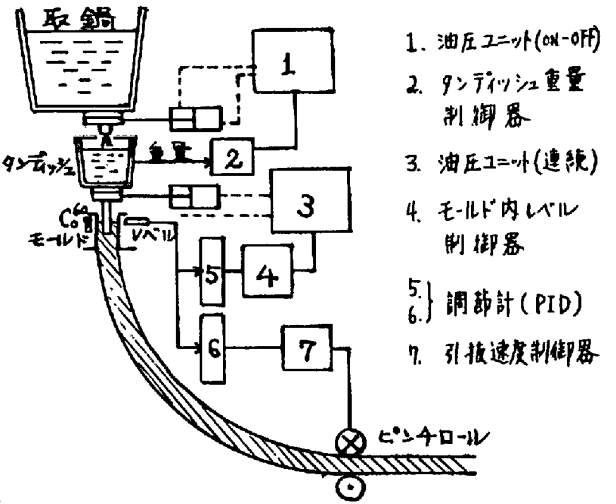 取鍋
1
重量
2
タンディッシュ
3
Co⁶⁰
レベル
モールド
5
4
6
7
ピンチロール
1. 油圧ユニット(ON-OFF)
2. タンディッシュ重量
制御器
3. 油圧ユニット(連続)
4. モールド内レベル
制御器
5.
6.} 調節計(PID)
7. 引抜速度制御器